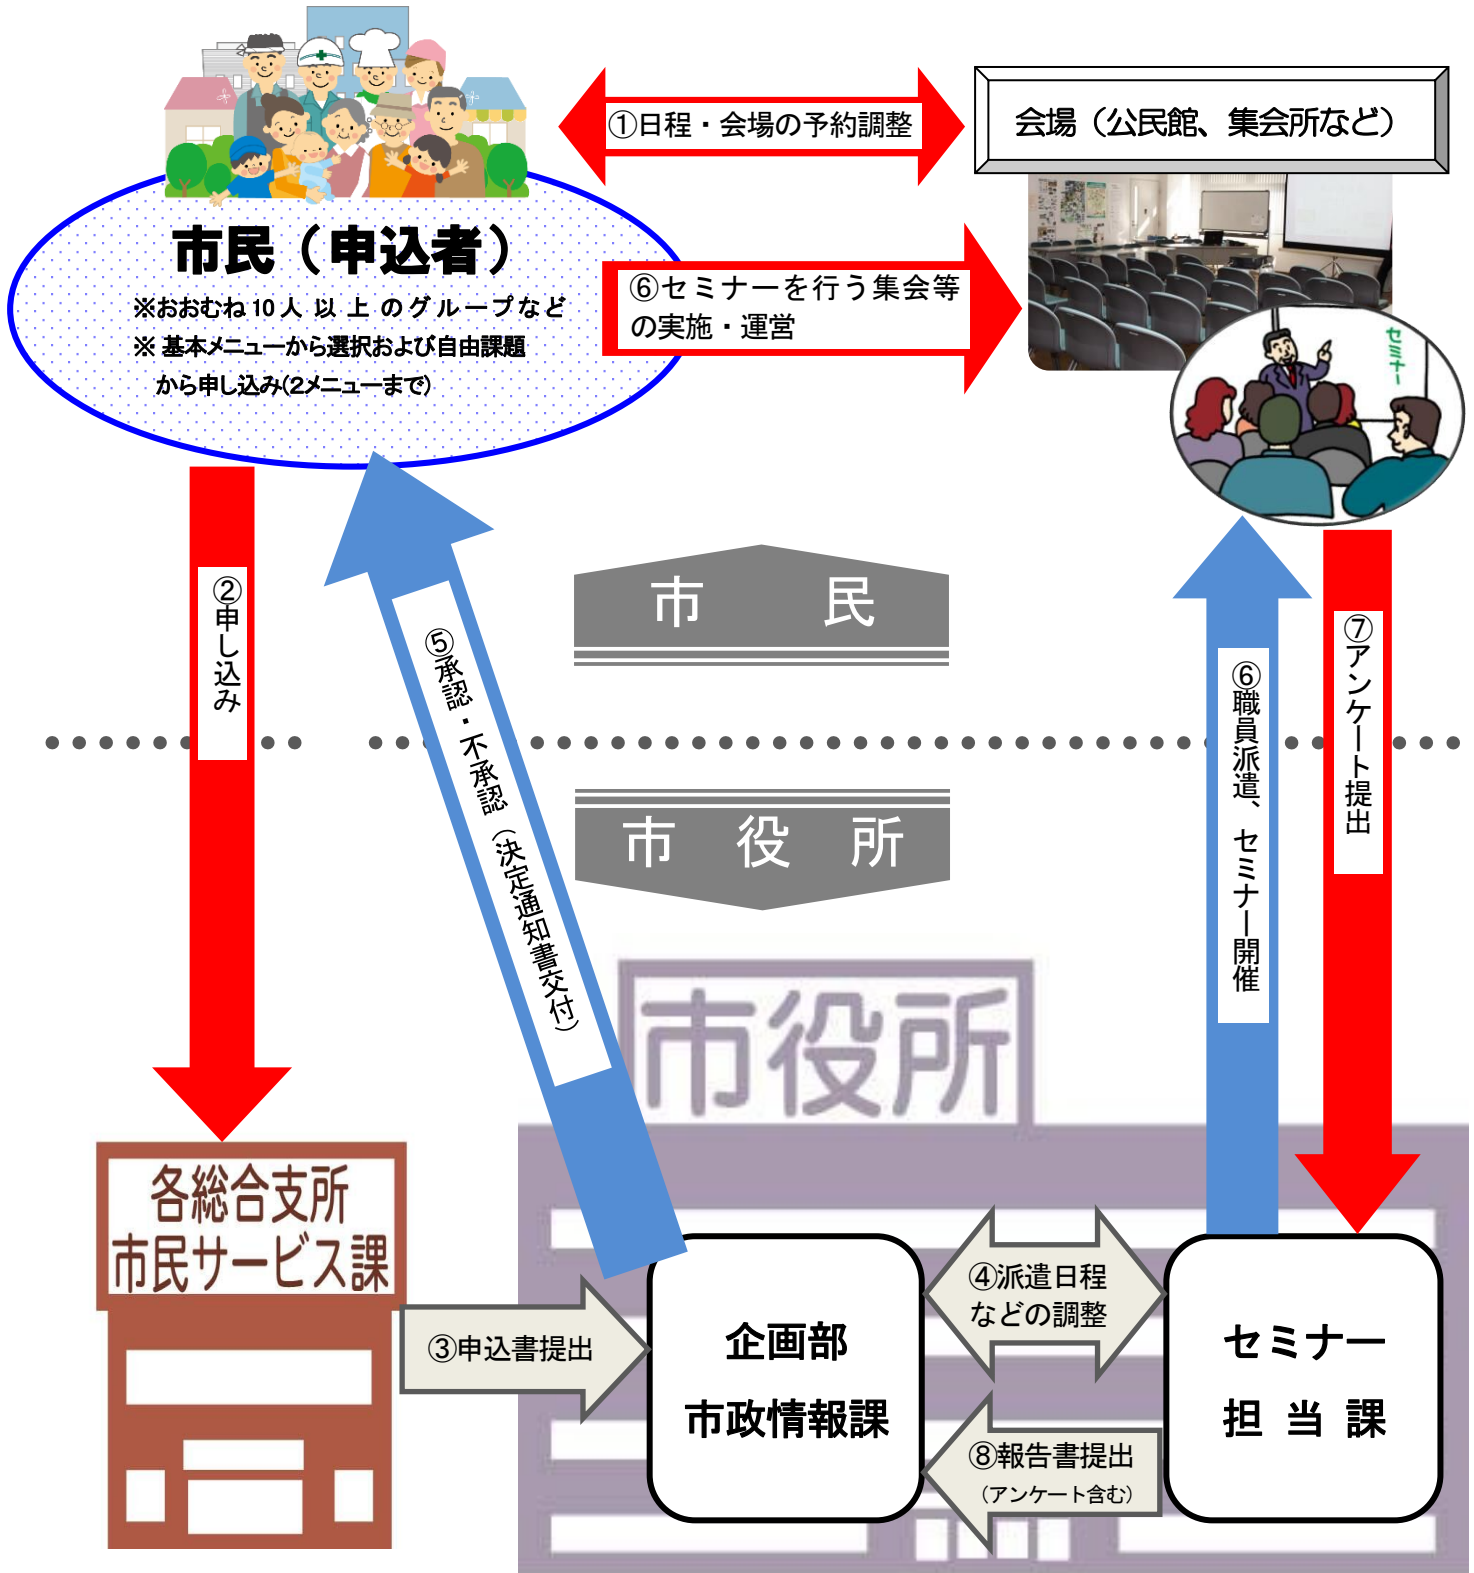 ①日程・会場の予約調整
会場（公民館、集会所など）
市民（申込者）
※おおむね10人以上のグループなど
※基本メニューから選択および自由課題
から申し込み(2メニューまで)
⑥セミナーを行う集会等
の実施・運営
セミナー
②申し込み
⑤承認・不承認（決定通知書交付）
市民
⑥職員派遣、セミナー開催
⑦アンケート提出
市役所
市役所
各総合支所
市民サービス課
③申込書提出
企画部
市政情報課
④派遣日程
などの調整
セミナー
担当課
⑧報告書提出
（アンケート含む）